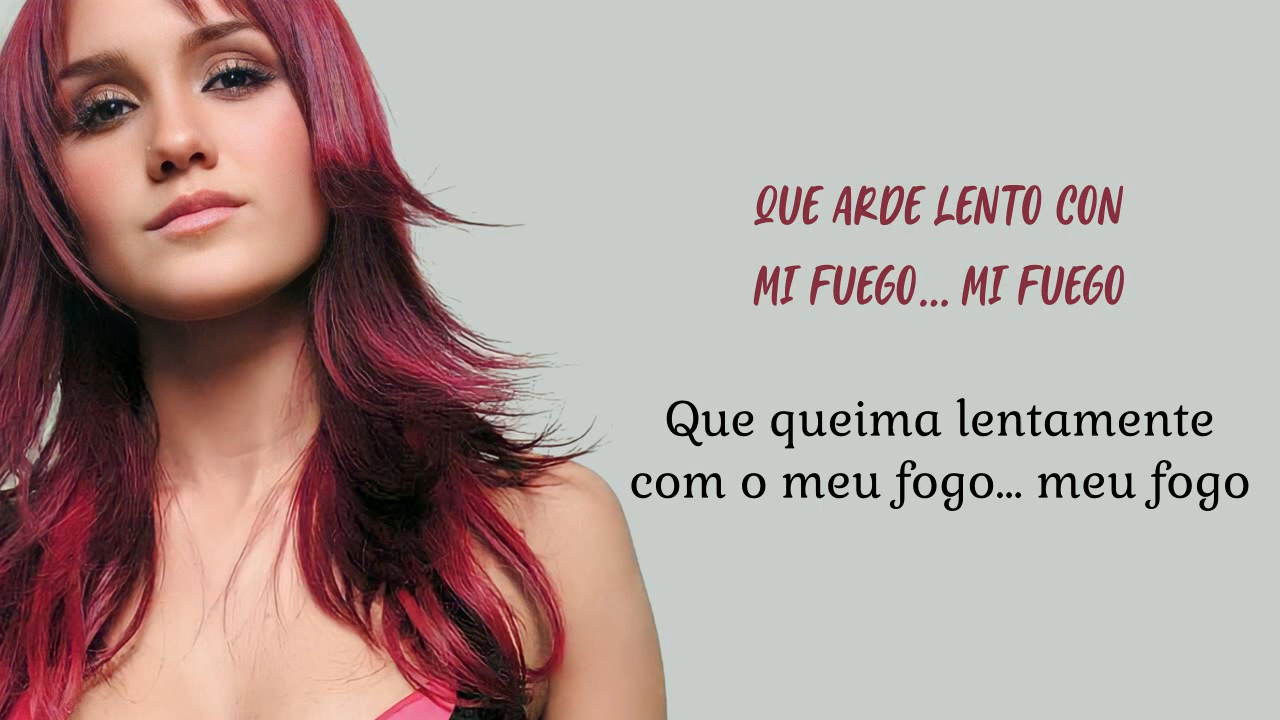 QUE ARDE LENTO CON
MI FUEGO... MI FUEGO
Que queima lentamente
com o meu fogo... meu fogo